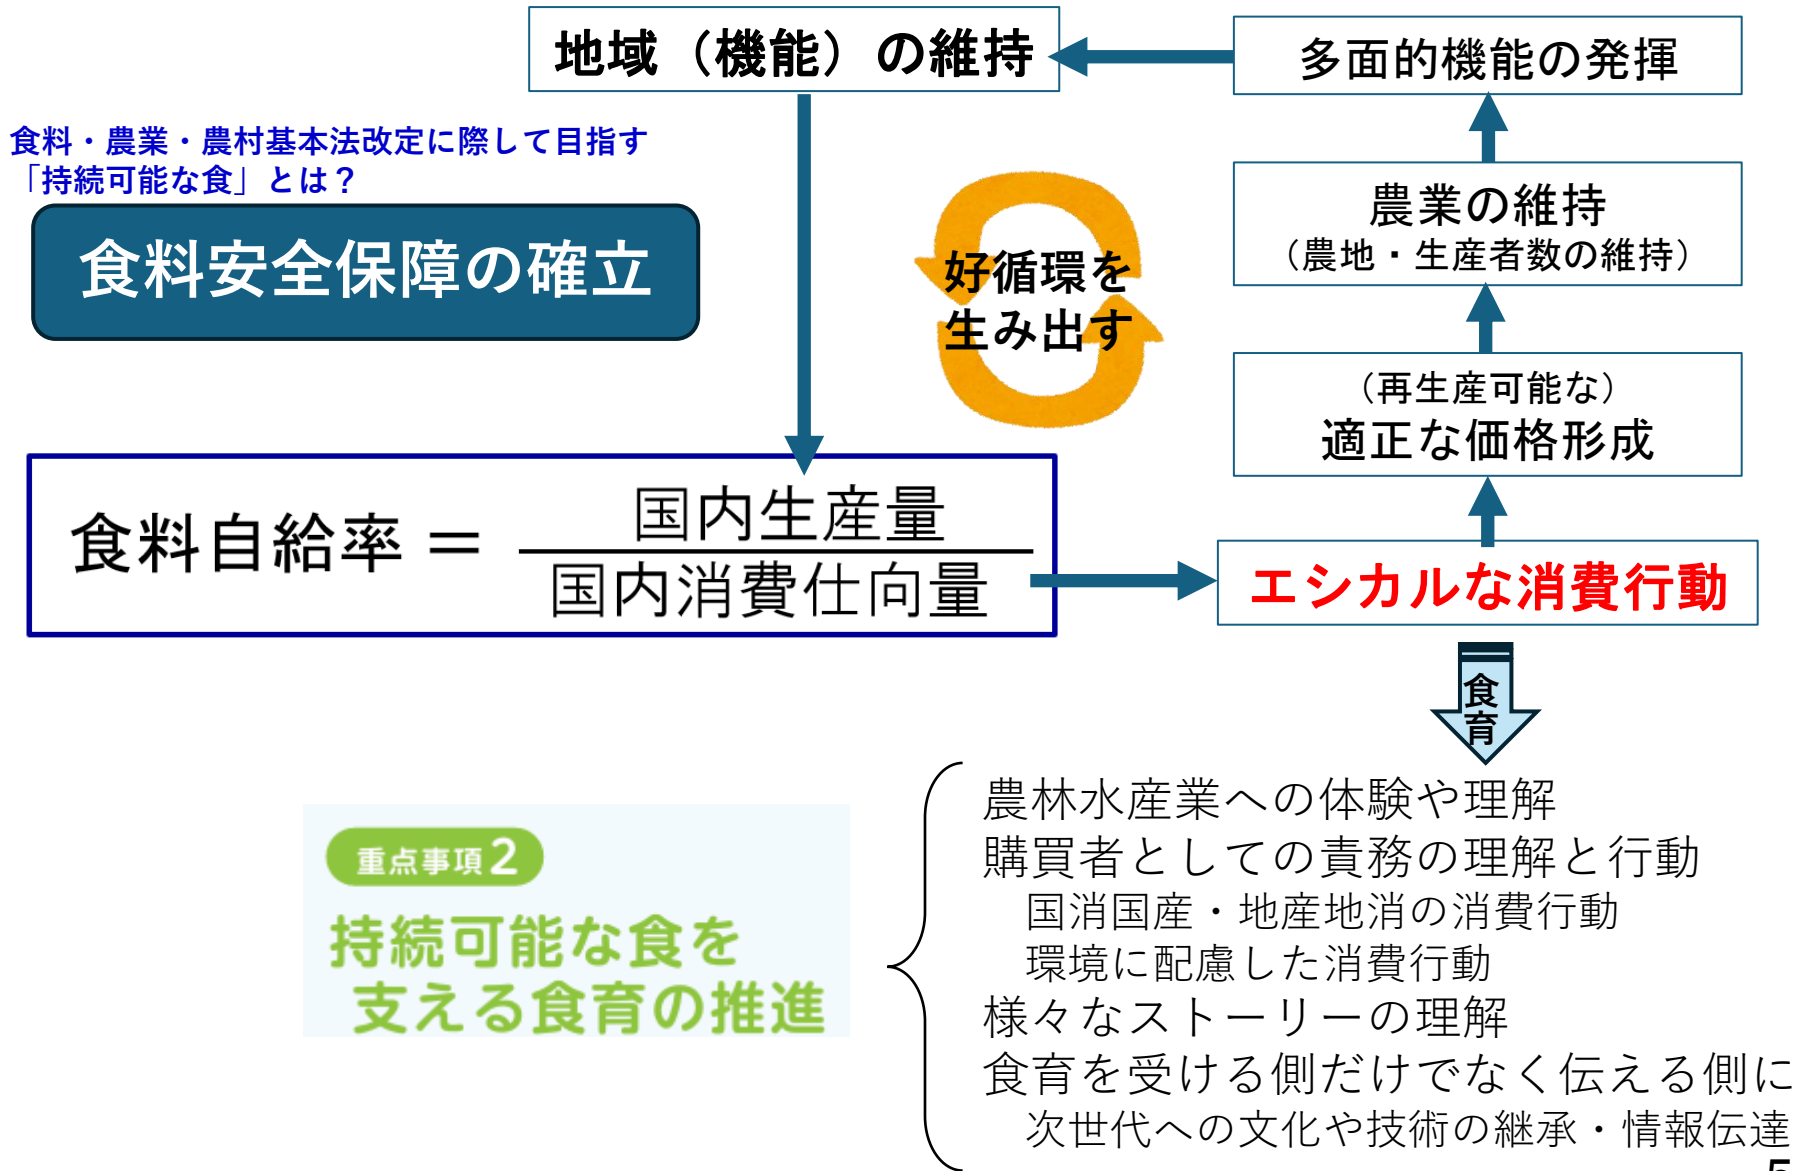 地域（機能）の維持
多面的機能の発揮
食料・農業・農村基本法改定に際して目指す
「持続可能な食」とは？
食料安全保障の確立
農業の維持
（農地・生産者数の維持）
好循環を
生み出す
（再生産可能な）
適正な価格形成
食料自給率＝
国内生産量
国内消費仕向量
エシカルな消費行動
食育
重点事項2
持続可能な食を
支える食育の推進
農林水産業への体験や理解
購買者としての責務の理解と行動
国消国産・地産地消の消費行動
環境に配慮した消費行動
様々なストーリーの理解
食育を受ける側だけでなく伝える側に
次世代への文化や技術の継承・情報伝達